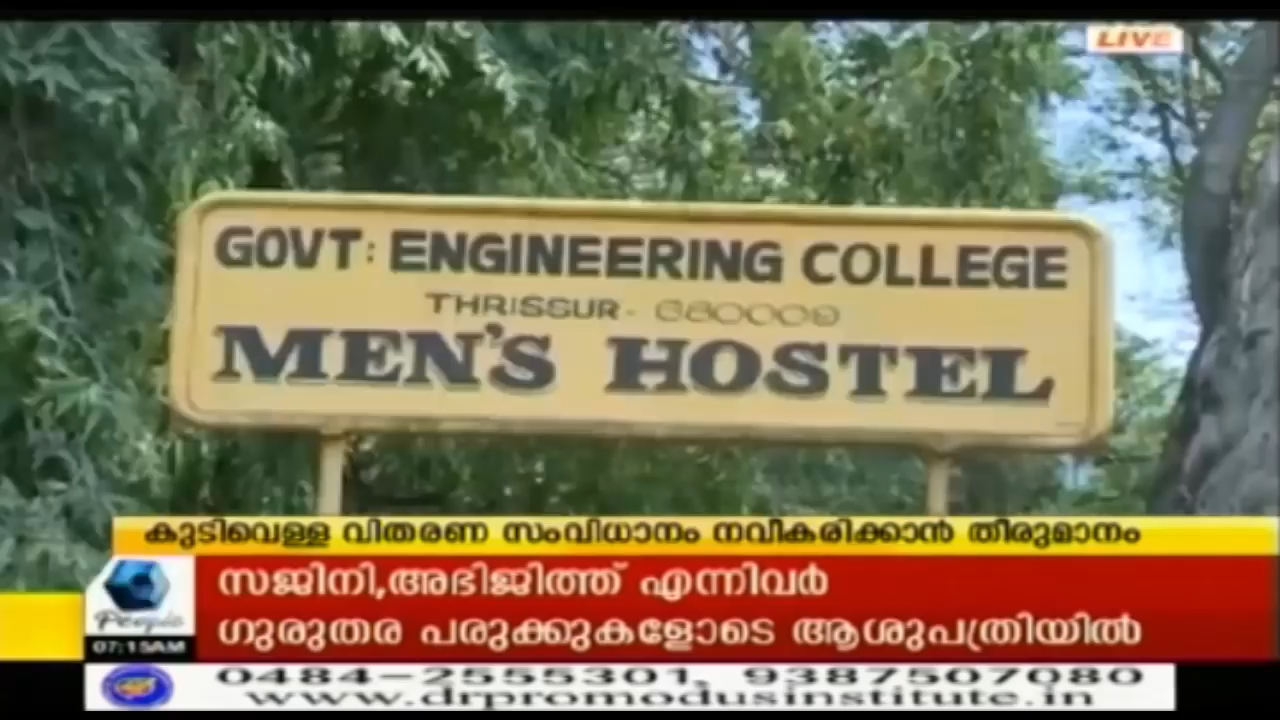 LIVE
GOVT: ENGINEERING COLLEGE
THRISSUR - 680009
MEN'S HOSTEL
കുടിവെള്ള വിതരണ സംവിധാനം നവീകരിക്കാൻ തീരുമാനം
സജിനി,അഭിജിത്ത് എന്നിവർ
ഗുരുതര പരുക്കുകളോടെ ആശുപത്രിയിൽ
People
07:15AM
0484-2555301, 9387507080
www.drpromodusinstitute.in